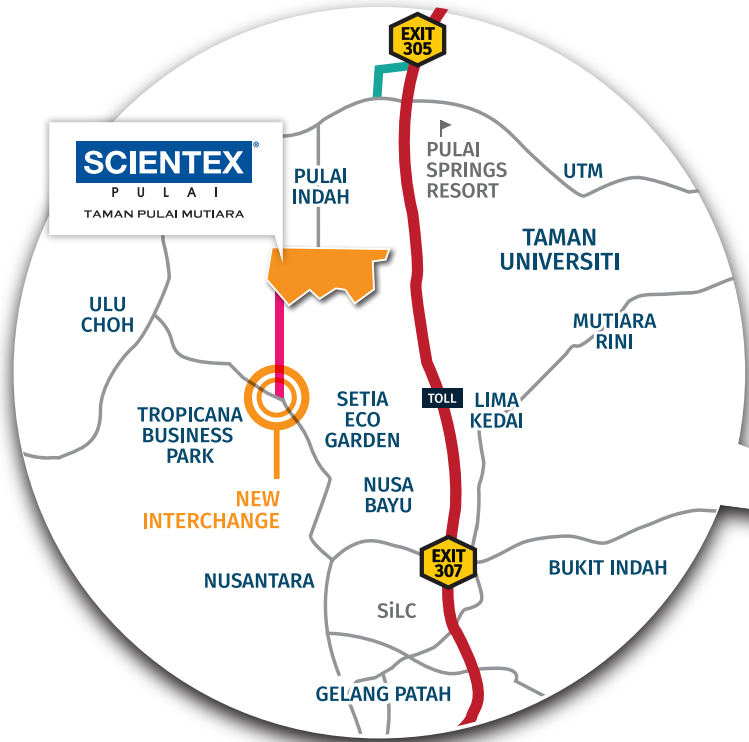 EXIT
305
SCIENTEX®
PULAI
TAMAN PULAI MUTIARA
PULAI
INDAH
PULAI
SPRINGS
RESORT
UTM
TAMAN
UNIVERSITI
ULU
CHOH
MUTIARA
RINI
TROPICANA
BUSINESS
PARK
SETIA
ECO
GARDEN
TOLL
LIMA
KEDAI
NUSA
BAYU
NEW
INTERCHANGE
EXIT
307
NUSANTARA
BUKIT INDAH
SiLC
GELANG PATAH